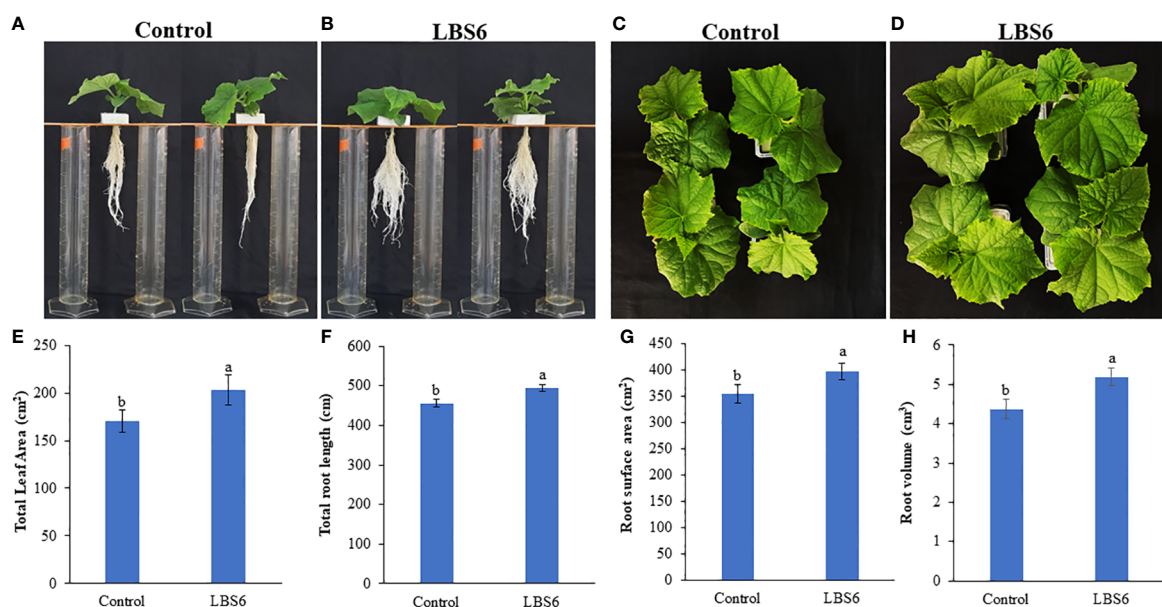 A Control B LBS6 C Control D LBS6
E
Total Leaf Area (cm²)
250
200
150
100
50
0
b
a
Control LBS6
F
Total root length (cm)
600
500
400
300
200
100
0
b
a
Control LBS6
G
Root surface area (cm²)
450
400
350
300
250
200
150
100
50
0
b
a
Control LBS6
H
Root volume (cm³)
6
5
4
3
2
1
0
b
a
Control LBS6